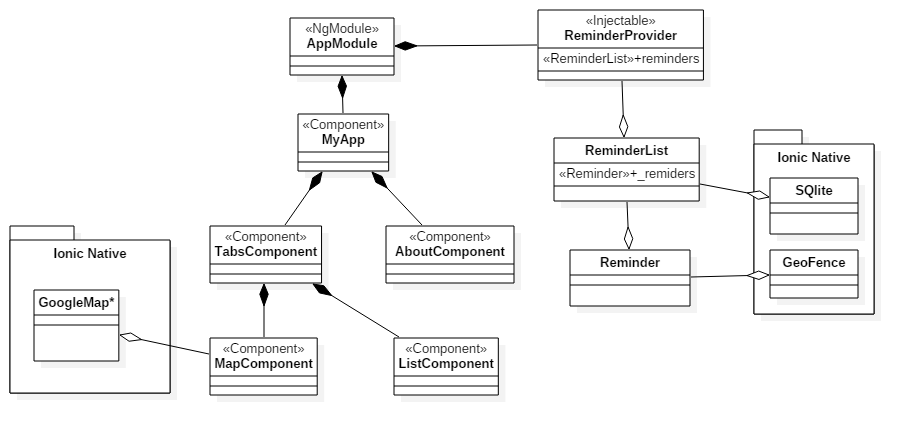 «NgModule»
AppModule
«Injectable»
ReminderProvider
«ReminderList»+reminders
«Component»
MyApp
ReminderList
«Reminder»+_remiders
Ionic Native
SQlite
GeoFence
«Component»
TabsComponent
«Component»
AboutComponent
Reminder
Ionic Native
GoogleMap*
«Component»
MapComponent
«Component»
ListComponent